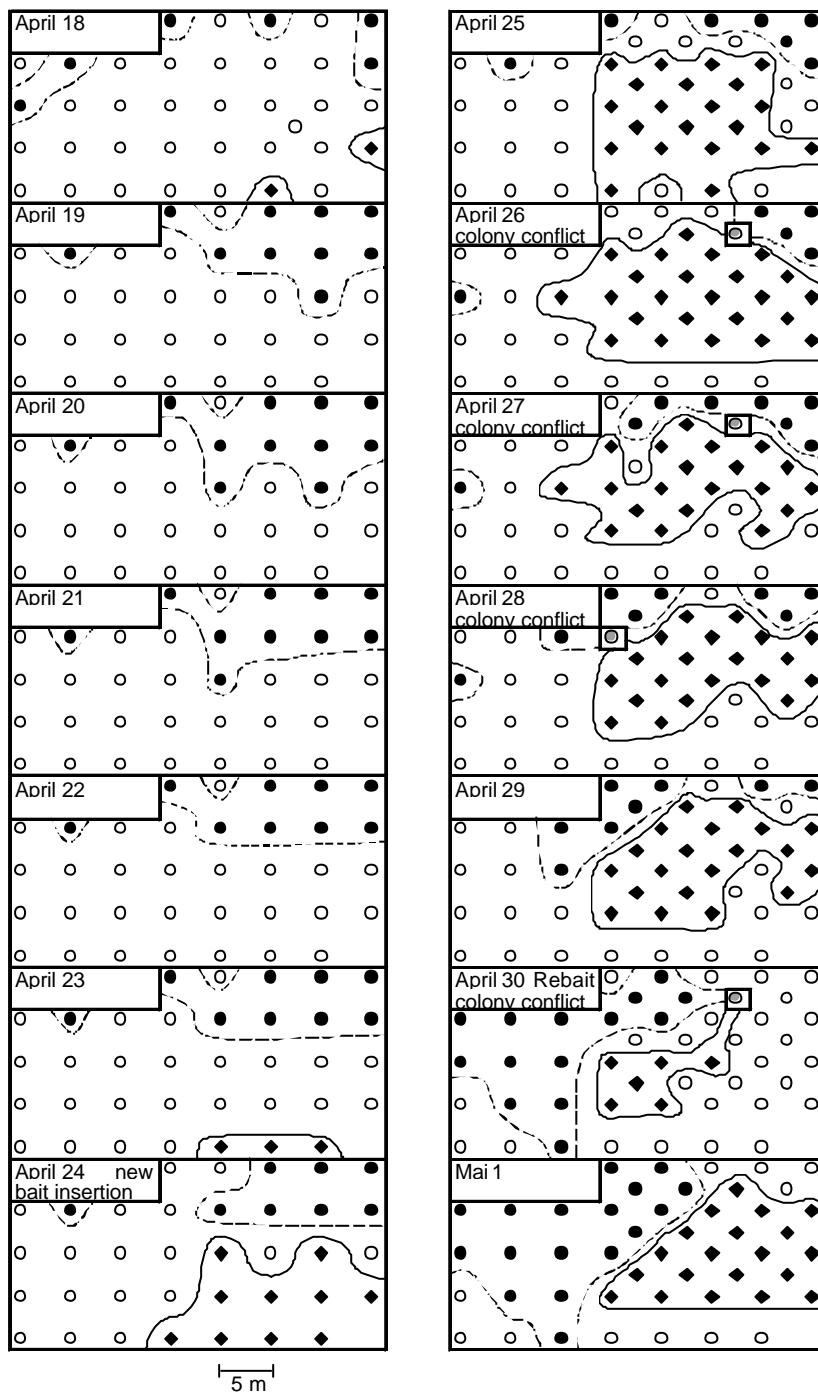 April 18
April 19
April 20
April 21
April 22
April 23
April 24 new
bait insertion
5 m
April 25
April 26
colony conflict
April 27
colony conflict
April 28
colony conflict
April 29
April 30 Rebait
colony conflict
Mai 1